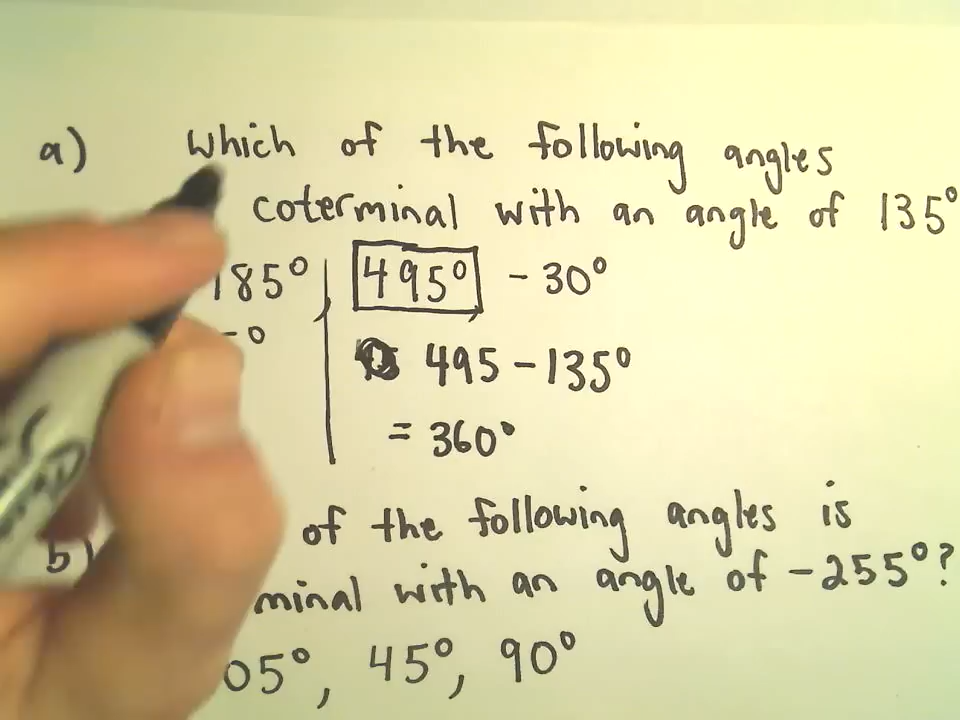 a) Which of the following angles
coterminal with an angle of 135°
185°, 495° - 30°
495 - 135°
= 360°
b) of the following angles is
minal with an angle of -255°?
05°, 45°, 90°